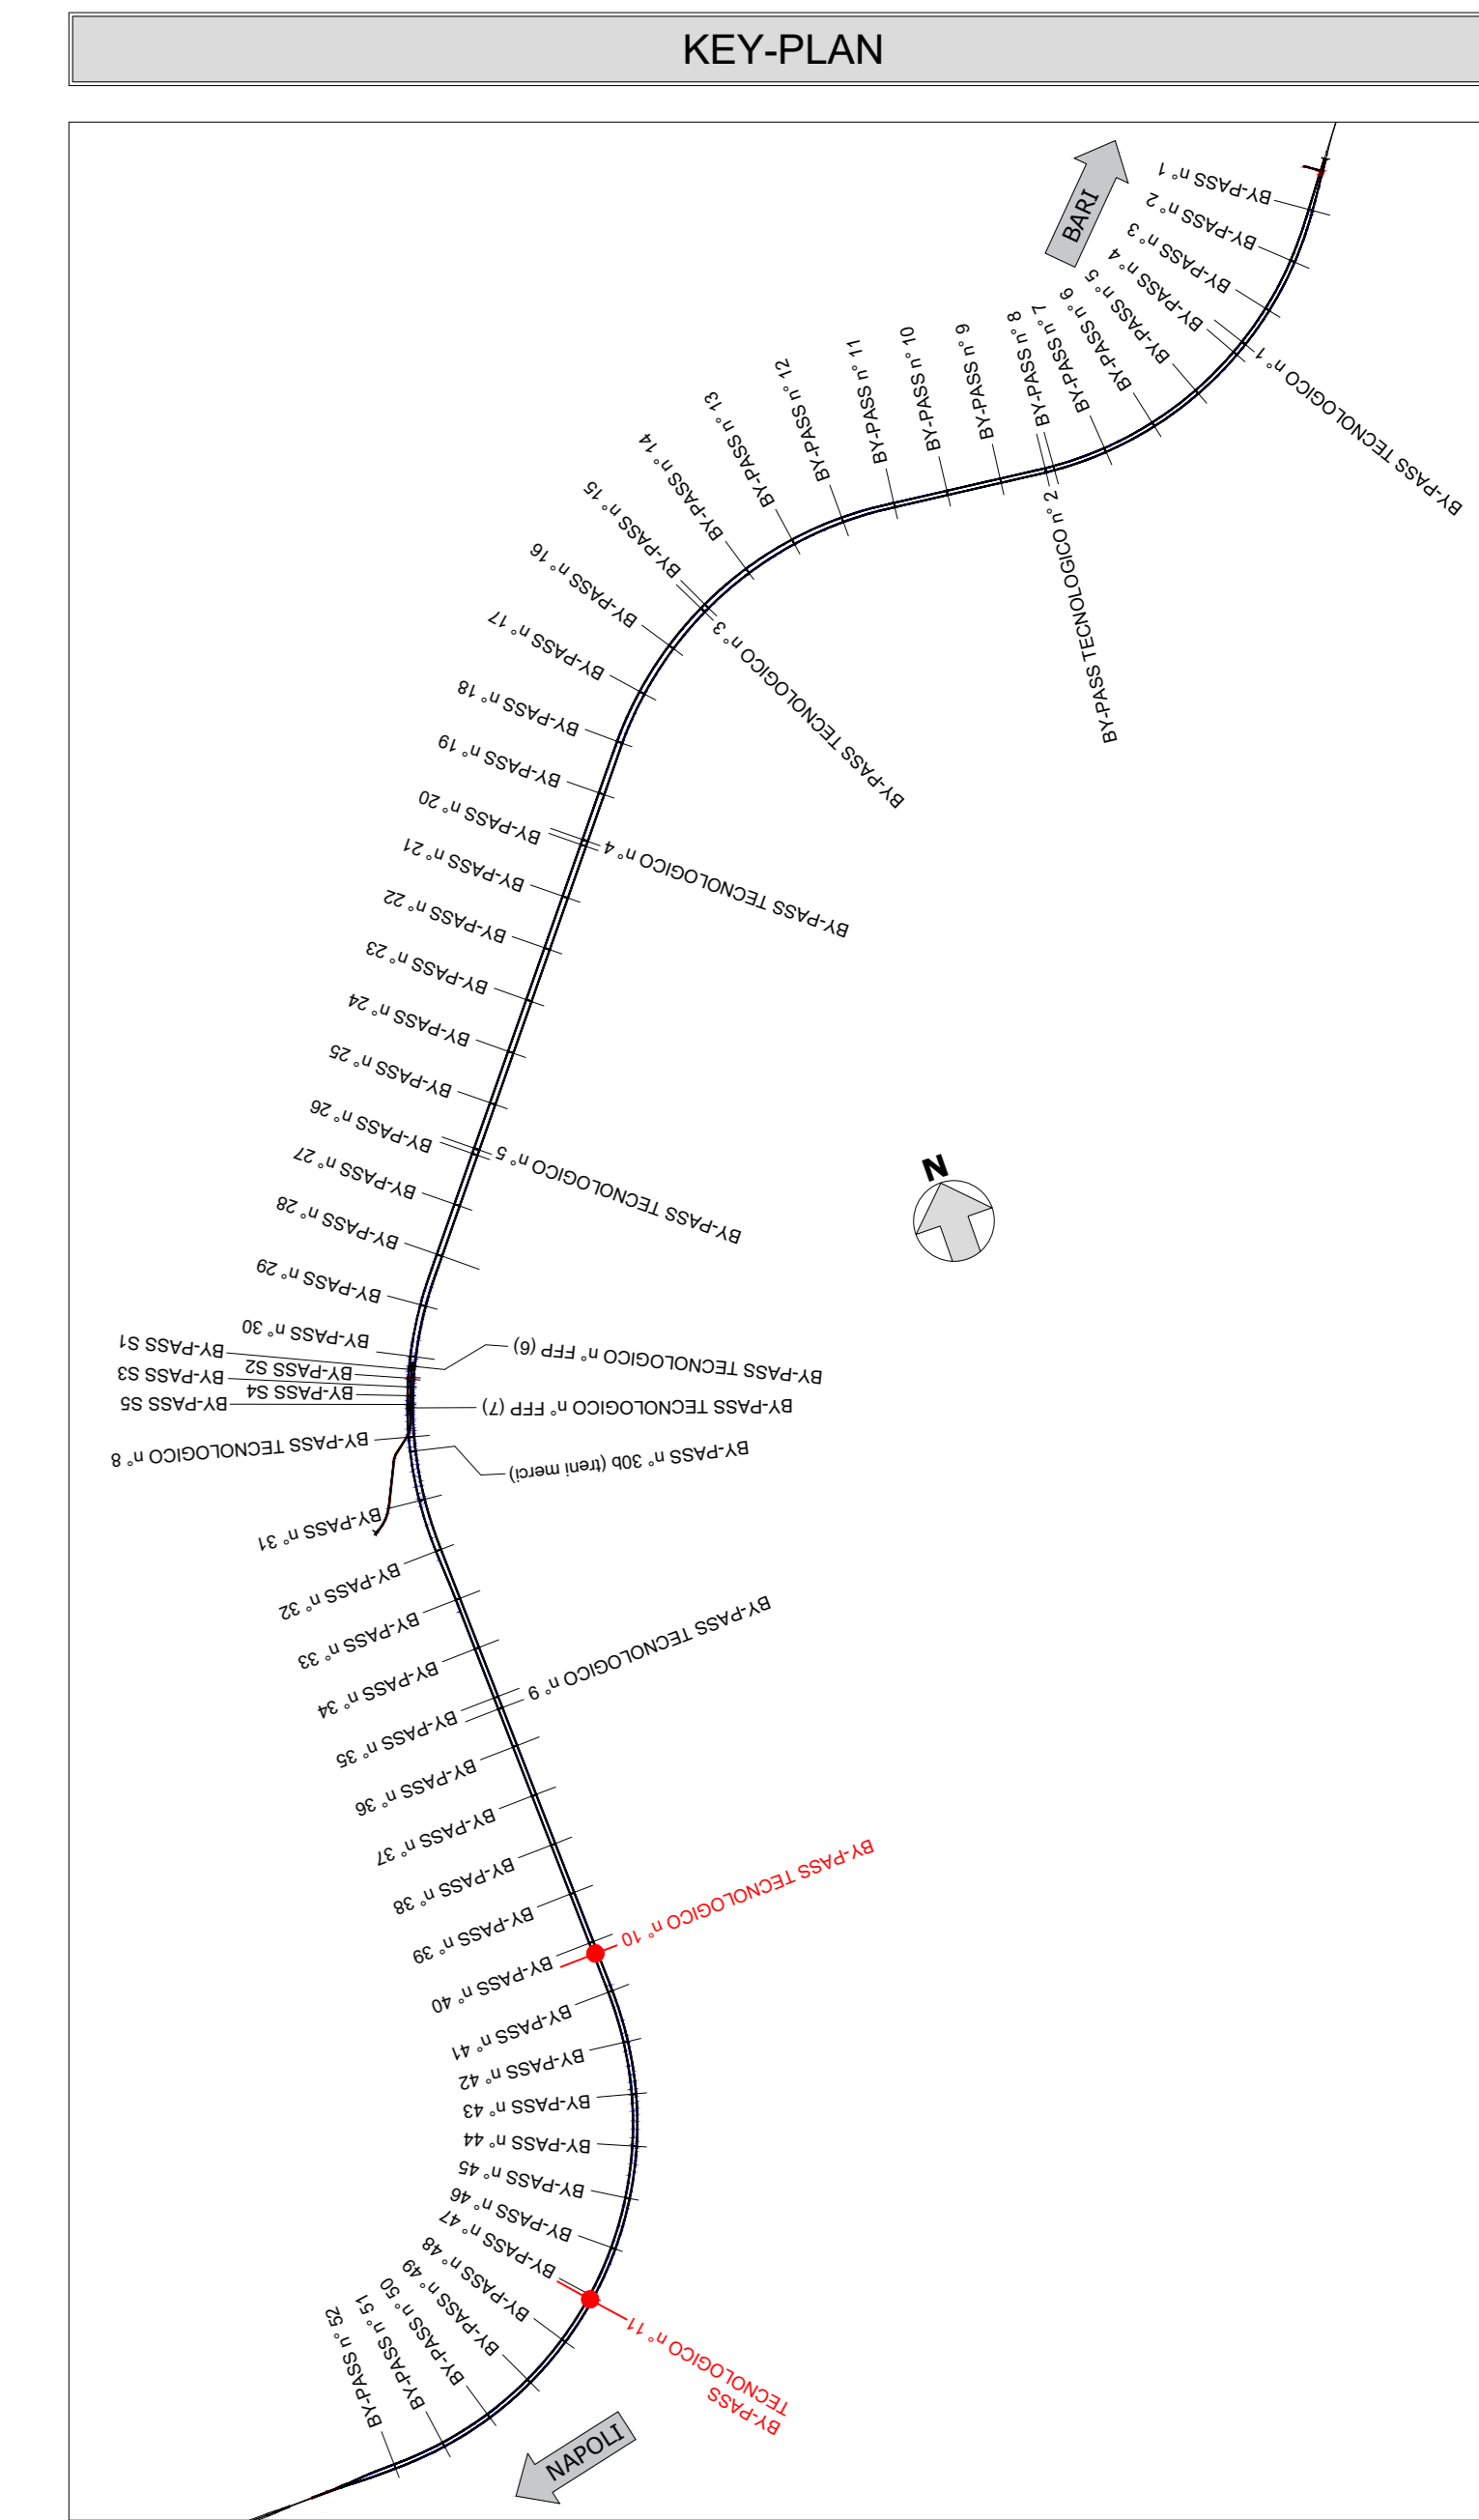 KEY-PLAN
BARI
BY-PASS n° 1
BY-PASS n° 2
BY-PASS n° 3
BY-PASS n° 4
BY-PASS TECNOLOGICO n° 1
BY-PASS n° 5
BY-PASS n° 6
BY-PASS n° 7
BY-PASS n° 8
BY-PASS TECNOLOGICO n° 2
BY-PASS n° 9
BY-PASS n° 10
BY-PASS n° 11
BY-PASS n° 12
BY-PASS n° 13
BY-PASS n° 14
BY-PASS n° 15
BY-PASS TECNOLOGICO n° 3
BY-PASS n° 16
BY-PASS n° 17
BY-PASS n° 18
BY-PASS n° 19
BY-PASS n° 20
BY-PASS TECNOLOGICO n° 4
BY-PASS n° 21
BY-PASS n° 22
BY-PASS n° 23
BY-PASS n° 24
BY-PASS n° 25
BY-PASS n° 26
BY-PASS TECNOLOGICO n° 5
N
BY-PASS n° 27
BY-PASS n° 28
BY-PASS n° 29
BY-PASS n° 30
BY-PASS S1
BY-PASS TECNOLOGICO n° FFP (6)
BY-PASS S2
BY-PASS S3
BY-PASS S4
BY-PASS S5
BY-PASS TECNOLOGICO n° FFP (7)
BY-PASS TECNOLOGICO n° 8
BY-PASS n° 30b (treni merci)
BY-PASS n° 31
BY-PASS n° 32
BY-PASS n° 33
BY-PASS n° 34
BY-PASS n° 35
BY-PASS TECNOLOGICO n° 9
BY-PASS n° 36
BY-PASS n° 37
BY-PASS n° 38
BY-PASS n° 39
BY-PASS n° 40
BY-PASS TECNOLOGICO n° 10
BY-PASS n° 41
BY-PASS n° 42
BY-PASS n° 43
BY-PASS n° 44
BY-PASS n° 45
BY-PASS n° 46
BY-PASS n° 47
BY-PASS
TECNOLOGICO n° 11
BY-PASS n° 48
BY-PASS n° 49
BY-PASS n° 50
BY-PASS n° 51
BY-PASS n° 52
NAPOLI